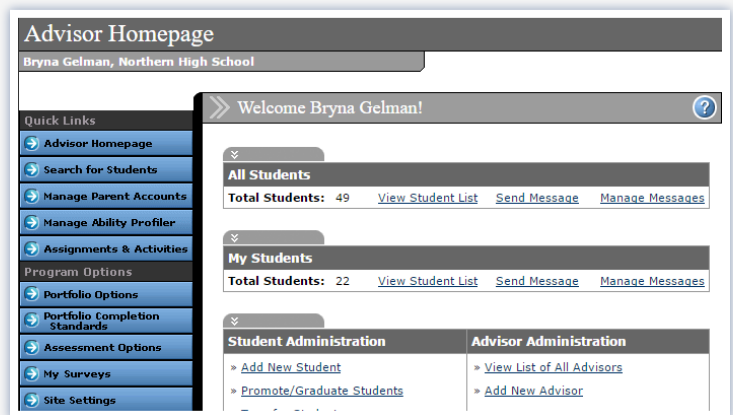 Advisor Homepage
Bryna Gelman, Northern High School
Quick Links
Advisor Homepage
Search for Students
Manage Parent Accounts
Manage Ability Profiler
Assignments & Activities
Program Options
Portfolio Options
Portfolio Completion
Standards
Assessment Options
My Surveys
Site Settings
Welcome Bryna Gelman!
?
All Students
Total Students: 49 View Student List Send Message Manage Messages
My Students
Total Students: 22 View Student List Send Message Manage Messages
Student Administration Advisor Administration
» Add New Student » View List of All Advisors
» Promote/Graduate Students » Add New Advisor